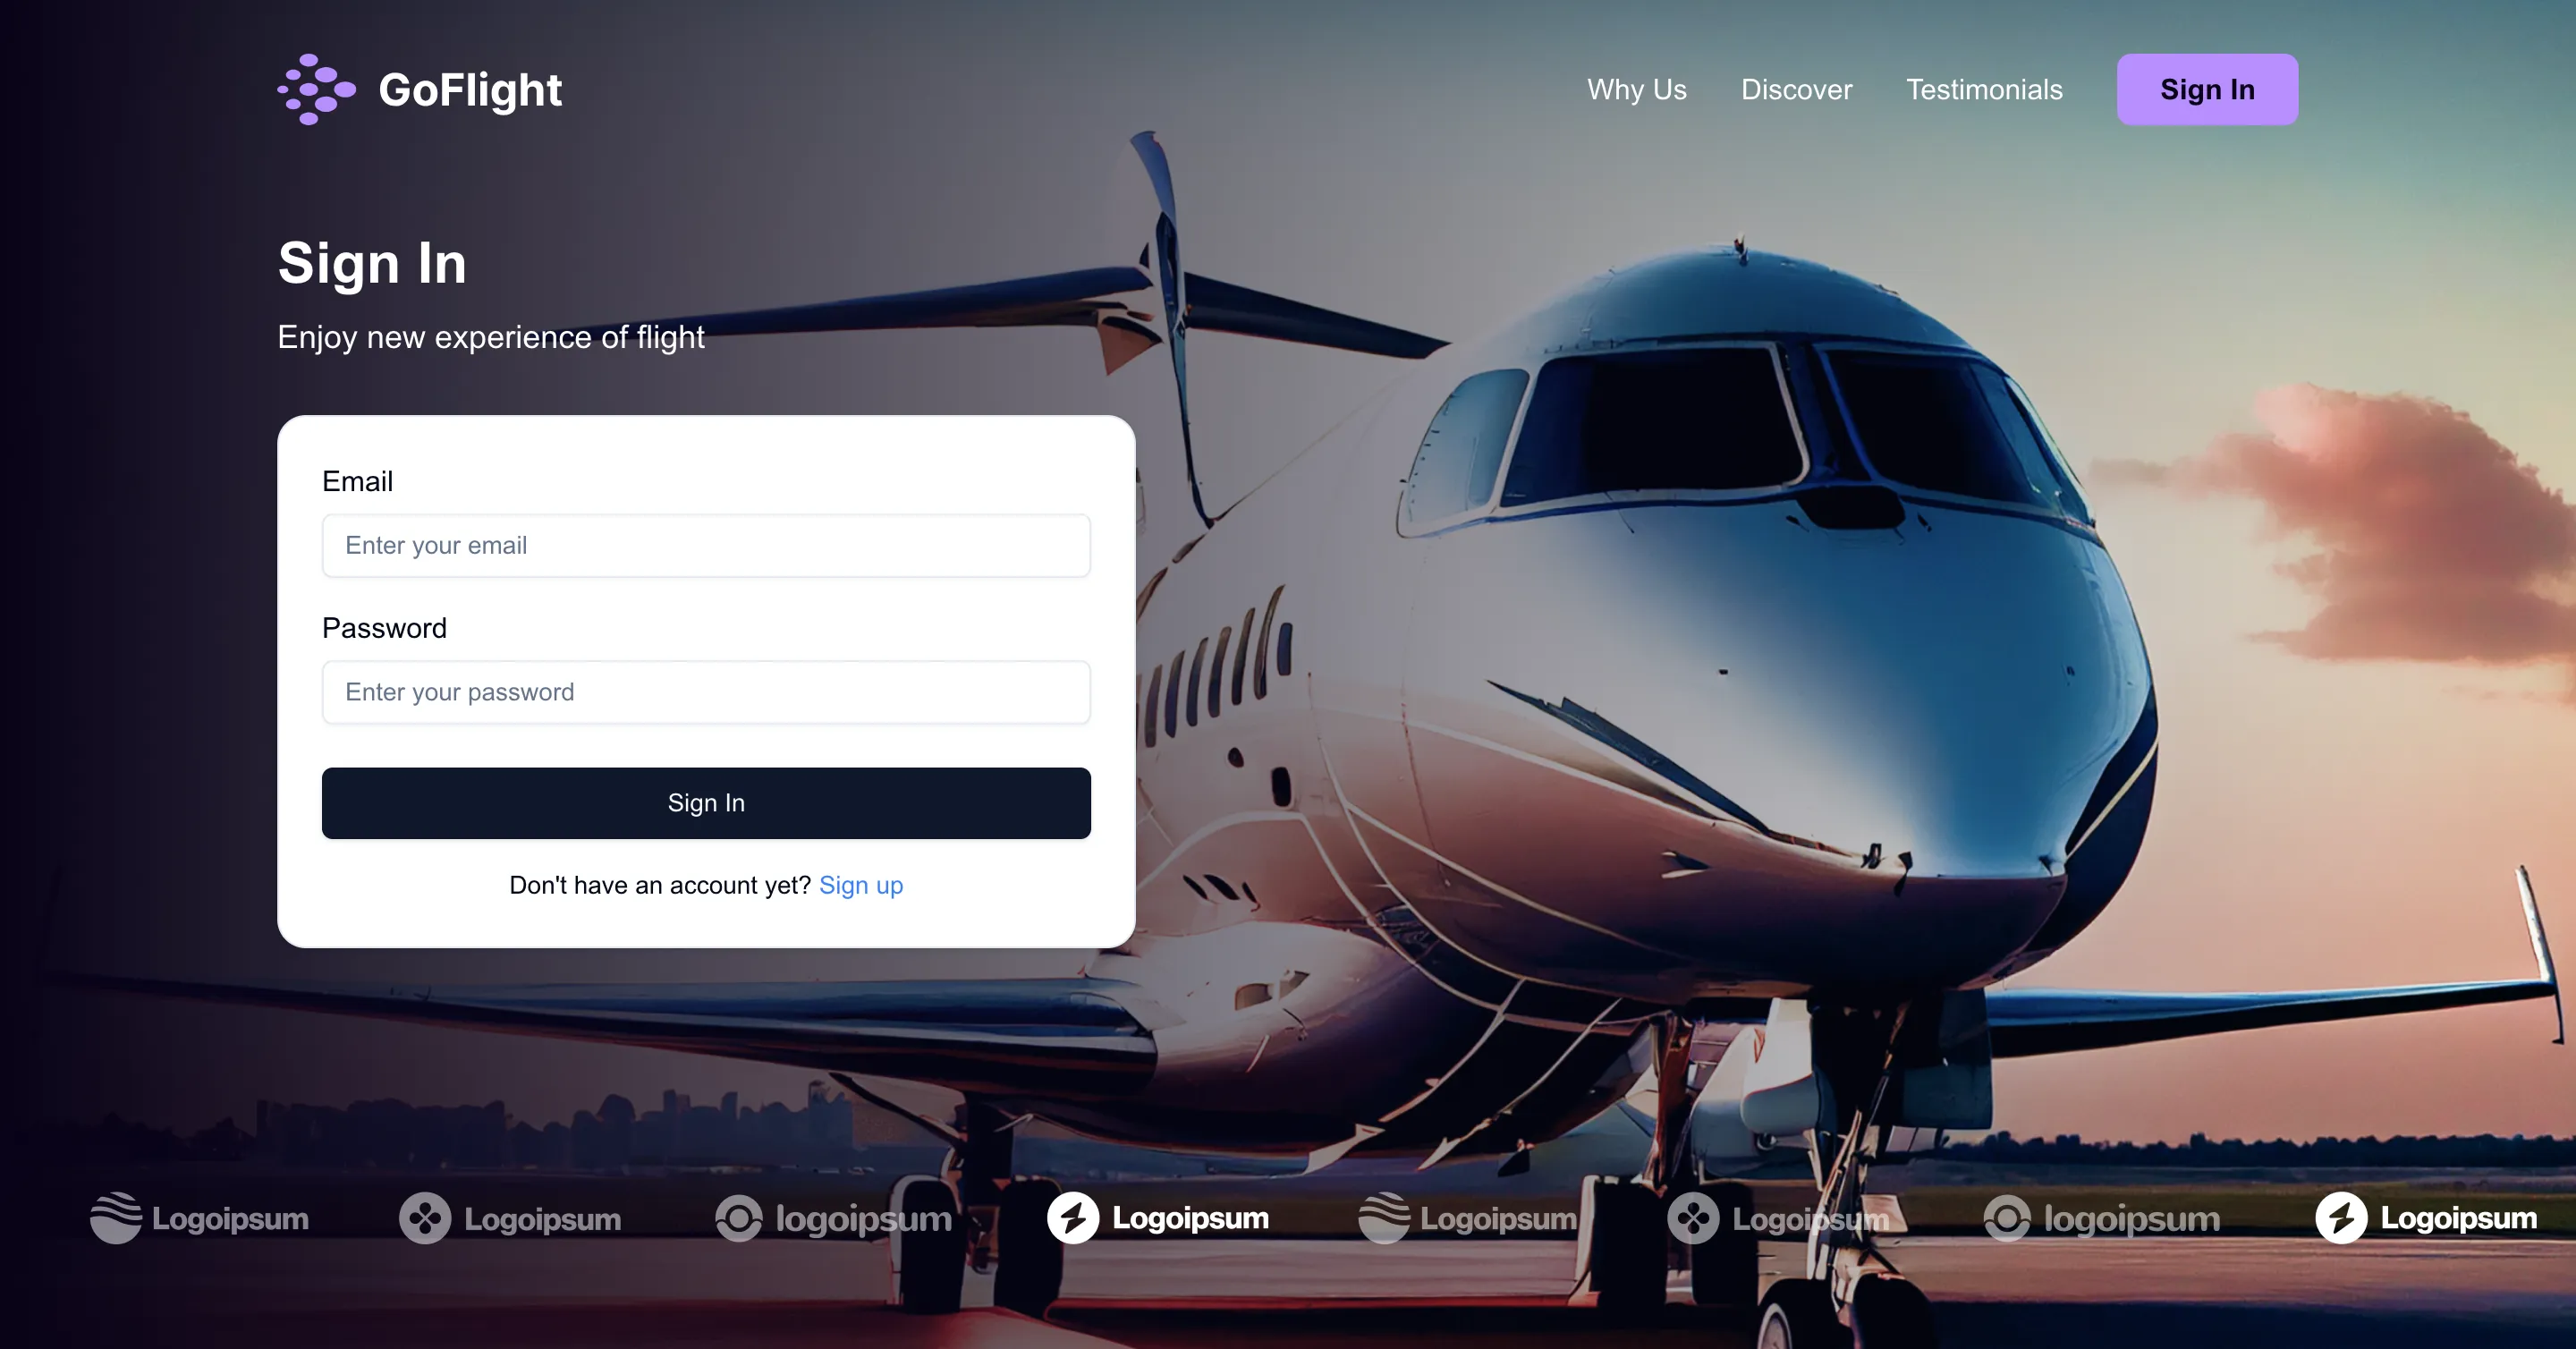 GoFlight
Why Us
Discover
Testimonials
Sign In
Sign In
Enjoy new experience of flight
Email
Enter your email
Password
Enter your password
Sign In
Don't have an account yet? Sign up
Logoipsum
Logoipsum
logoipsum
Logoipsum
Logoipsum
Logoipsum
logoipsum
Logoipsum